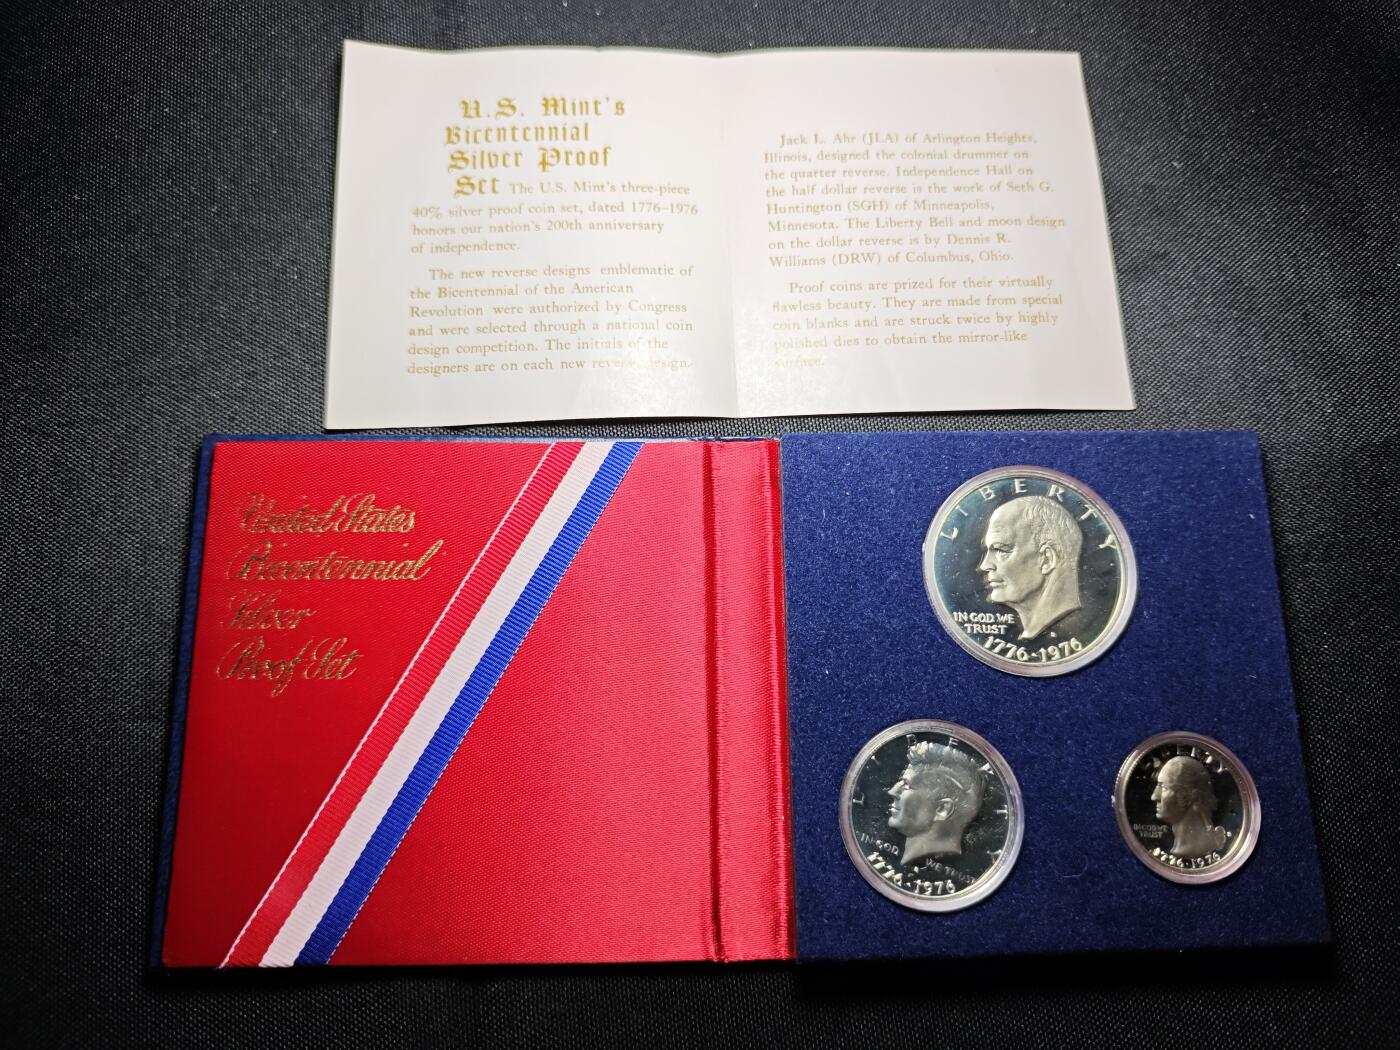 U.S. Mint's
Bicentennial
Silver Proof
Set The U.S. Mint's three-piece
40% silver proof coin set, dated 1776–1976
honors our nation's 200th anniversary
of independence.
The new reverse designs emblematic of
the Bicentennial of the American
Revolution were authorized by Congress
and were selected through a national coin
design competition. The initials of the
designers are on each new reverse design.
Jack L. Ahr (JLA) of Arlington Heights,
Illinois, designed the colonial drummer on
the quarter reverse. Independence Hall on
the half dollar reverse is the work of Seth G.
Huntington (SGH) of Minneapolis,
Minnesota. The Liberty Bell and moon design
on the dollar reverse is by Dennis R.
Williams (DRW) of Columbus, Ohio.
Proof coins are prized for their virtually
flawless beauty. They are made from special
coin blanks and are struck twice by highly
polished dies to obtain the mirror-like
surface.
United States
Bicentennial
Silver
Proof Set
LIBERTY
IN GOD WE
TRUST
1776·1976
LIBERTY
IN GOD WE TRUST
1776·1976
LIBERTY
IN GOD WE
TRUST
1776·1976